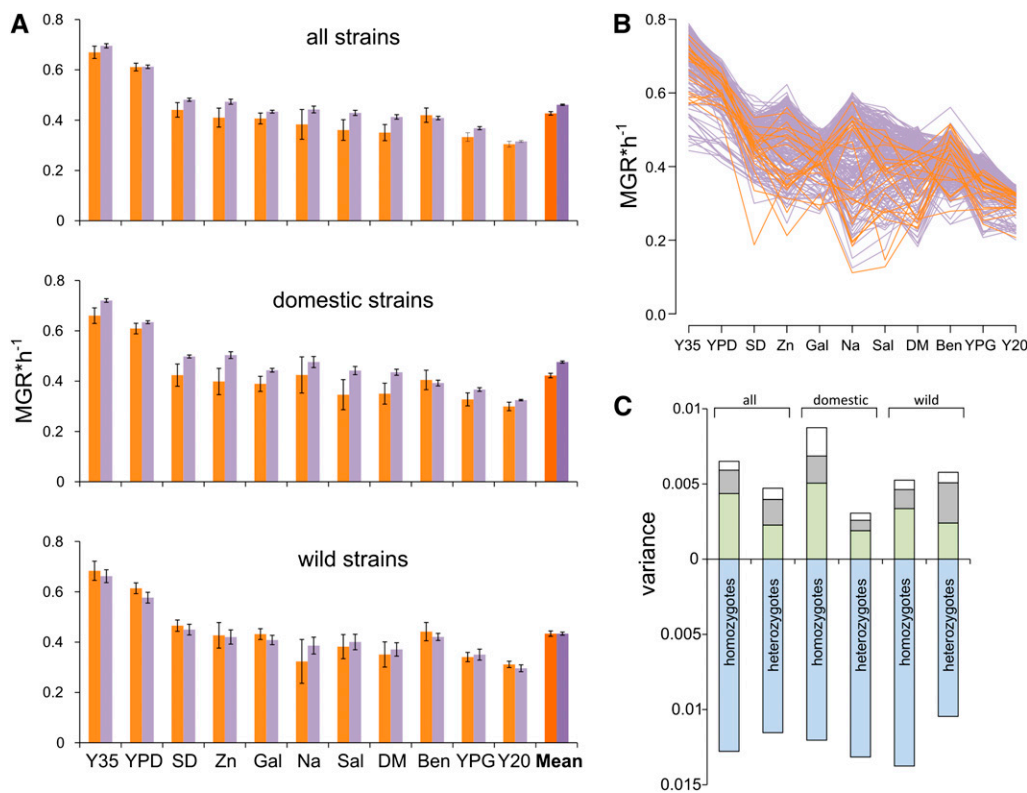 A
all strains
0.8
0.6
0.4
0.2
0
domestic strains
0.8
0.6
0.4
0.2
0
MGR*h-1
wild strains
0.8
0.6
0.4
0.2
0
Y35 YPD SD Zn Gal Na Sal DM Ben YPG Y20 Mean
B
0.8
0.6
0.4
0.2
0.0
MGR*h-1
Y35 YPD SD Zn Gal Na Sal DM Ben YPG Y20
C
all domestic wild
0.01
0.005
0
0.005
0.01
0.015
variance
homozygotes
heterozygotes
homozygotes
heterozygotes
homozygotes
heterozygotes